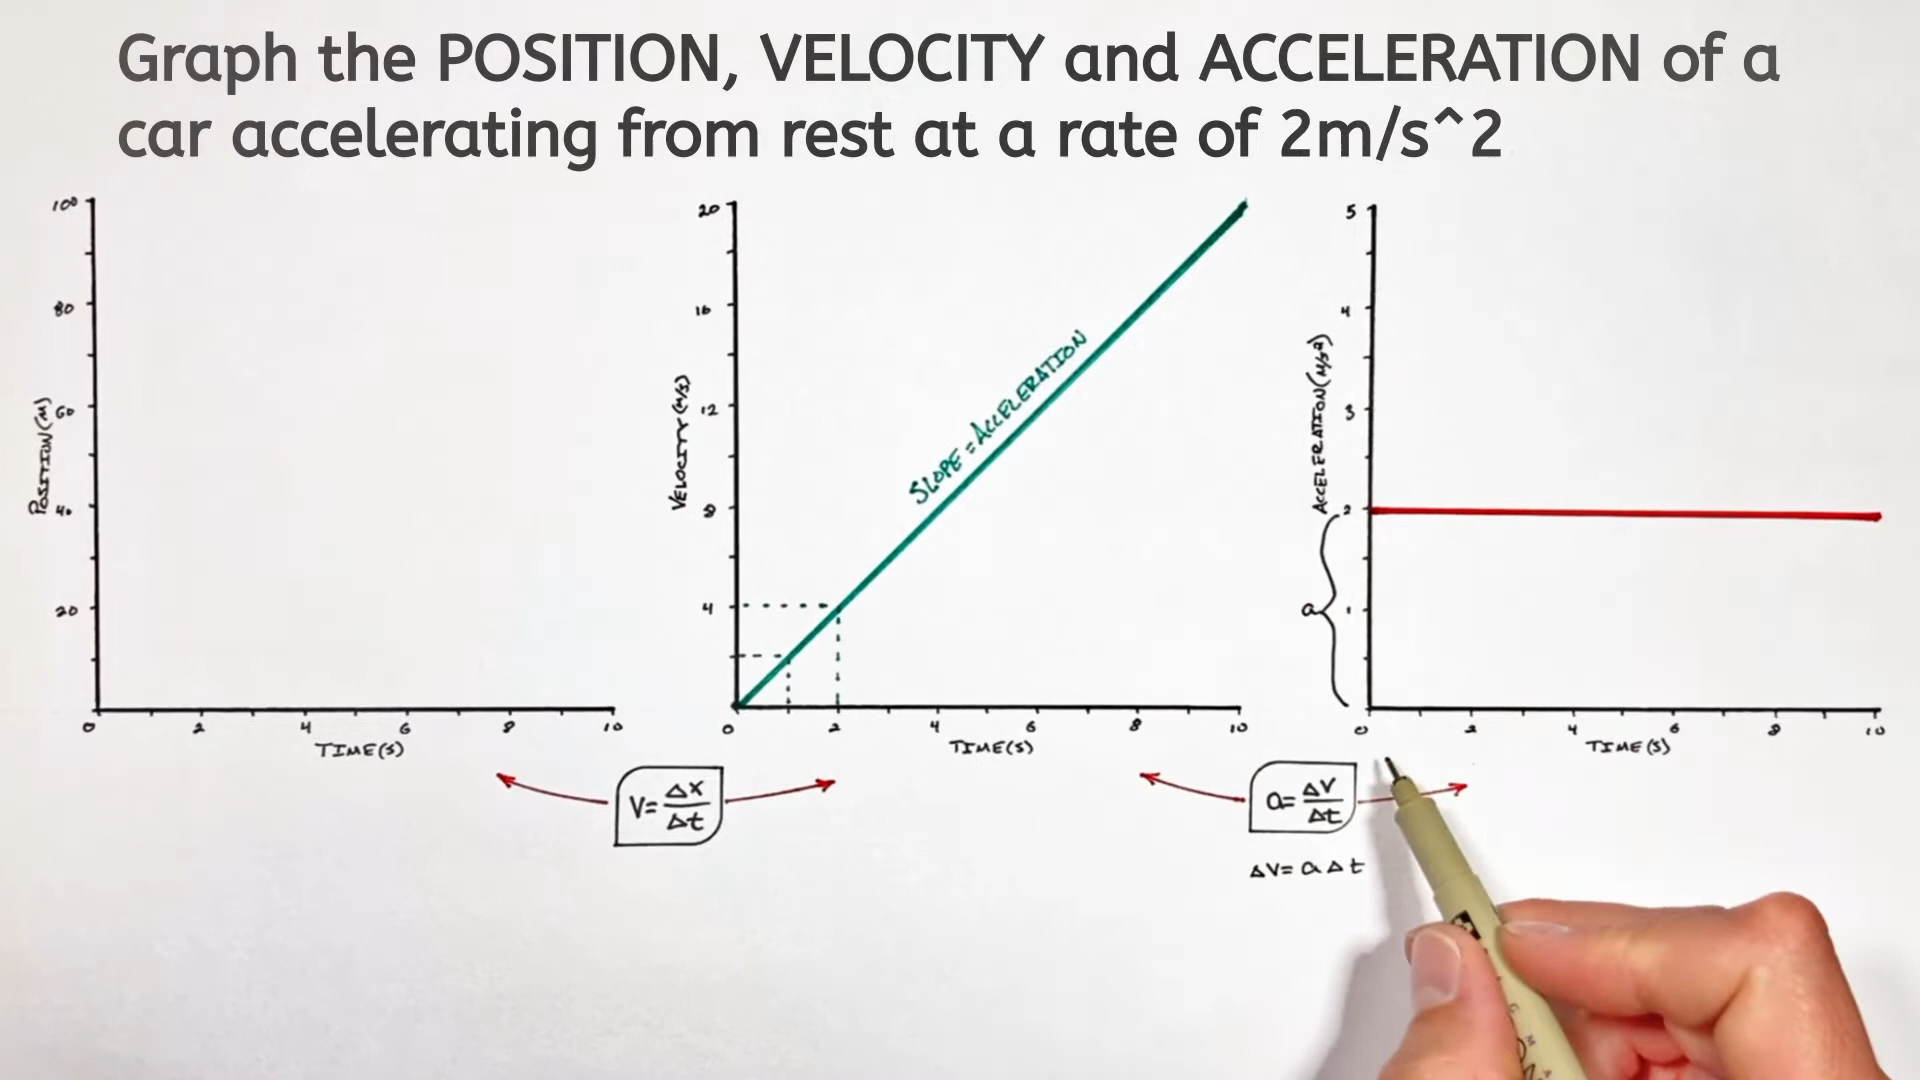 Graph the POSITION, VELOCITY and ACCELERATION of a
car accelerating from rest at a rate of 2m/s^2
100
80
60
40
20
POSITION(M)
0 2 4 6 8 10
TIME(S)
20
16
12
8
4
VELOCITY(M/S)
SLOPE = ACCELERATION
0 2 4 6 8 10
TIME(S)
5
4
3
2
1
ACCELERATION(M/S²)
a
0 2 4 6 8 10
TIME(S)
V= Δx
Δt
a= ΔV
Δt
ΔV= a Δt